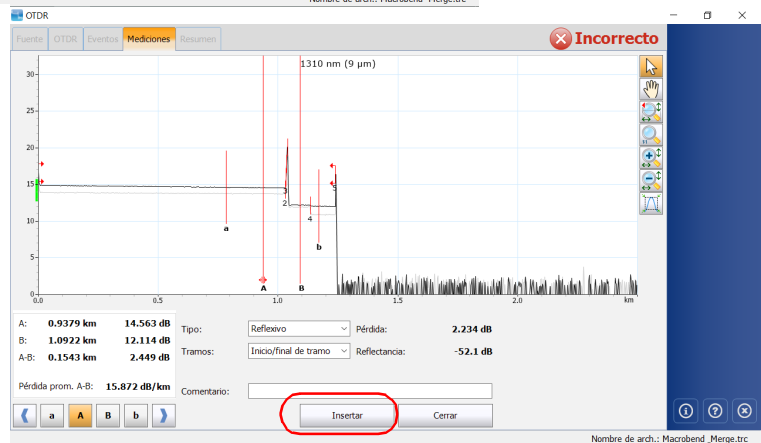 Nombre de arch.: Macrobend_Merge.trc
OTDR
Fuente OTDR Eventos Mediciones Resumen
Incorrecto
1310 nm (9 µm)
30
25
20
15
10
5
0
0.0 0.5 1.0 1.5 2.0 km
a A B b
2 3 4 5
A: 0.9379 km 14.563 dB
B: 1.0922 km 12.114 dB
A-B: 0.1543 km 2.449 dB
Pérdida prom. A-B: 15.872 dB/km
Tipo: Reflexivo
Pérdida: 2.234 dB
Tramos: Inicio/final de tramo
Reflectancia: -52.1 dB
Comentario:
a A B b
Insertar Cerrar
Nombre de arch.: Macrobend _Merge.trc